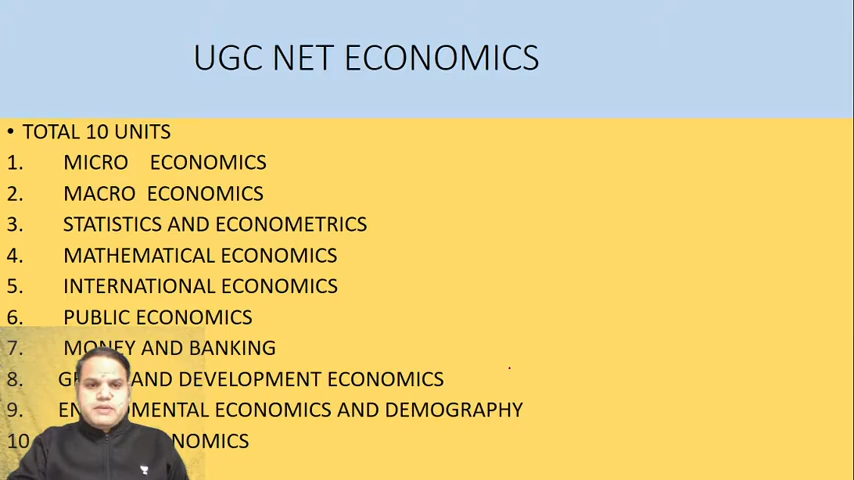 UGC NET ECONOMICS
• TOTAL 10 UNITS
1. MICRO ECONOMICS
2. MACRO ECONOMICS
3. STATISTICS AND ECONOMETRICS
4. MATHEMATICAL ECONOMICS
5. INTERNATIONAL ECONOMICS
6. PUBLIC ECONOMICS
7. MONEY AND BANKING
8. AND DEVELOPMENT ECONOMICS
9. ECONOMICS AND DEMOGRAPHY
10